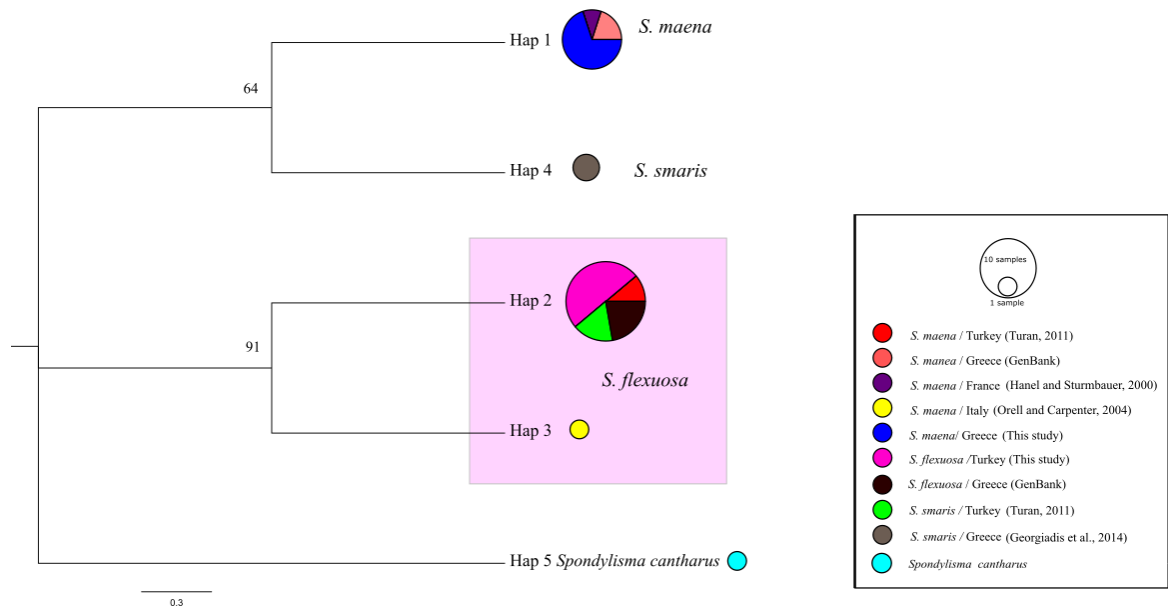 Hap 1
S. maena
64
Hap 4
S. smaris
Hap 2
91
S. flexuosa
Hap 3
Hap 5 Spondylisma cantharus
0.3
10 samples
1 sample
S. maena / Turkey (Turan, 2011)
S. manea / Greece (GenBank)
S. maena / France (Hanel and Sturmbauer, 2000)
S. maena / Italy (Orell and Carpenter, 2004)
S. maena/ Greece (This study)
S. flexuosa /Turkey (This study)
S. flexuosa / Greece (GenBank)
S. smaris / Turkey (Turan, 2011)
S. smaris / Greece (Georgiadis et al., 2014)
Spondylisma cantharus